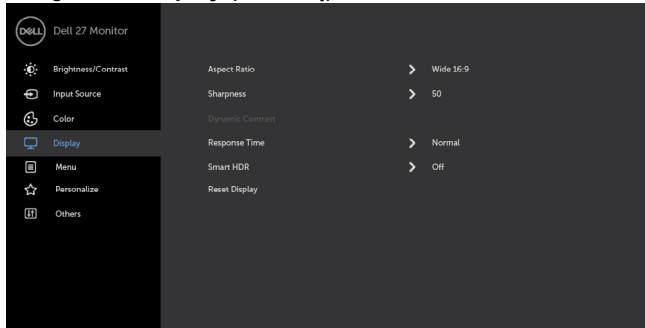 DELL Dell 27 Monitor
Brightness/Contrast
Input Source
Color
Display
Menu
Personalize
Others
Aspect Ratio Wide 16:9
Sharpness 50
Dynamic Contrast
Response Time Normal
Smart HDR Off
Reset Display